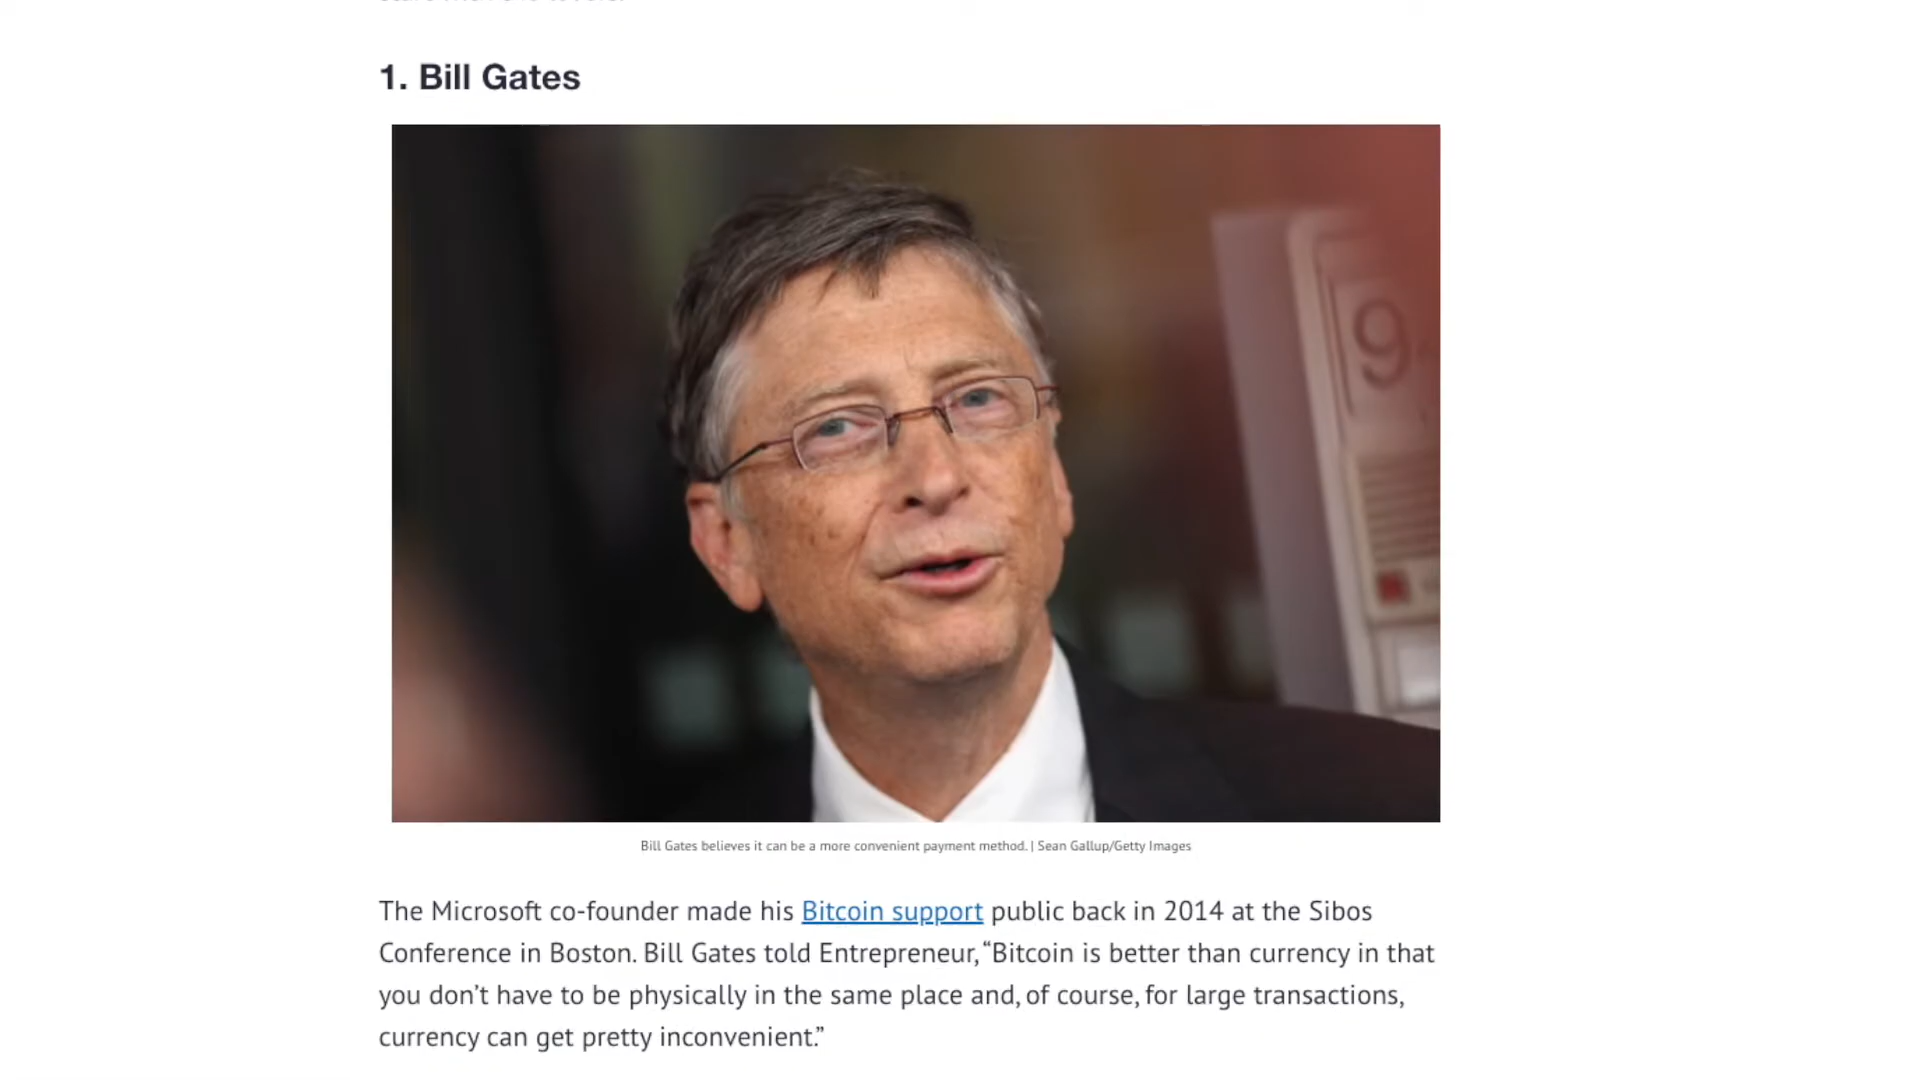 1. Bill Gates
9
Bill Gates believes it can be a more convenient payment method. | Sean Gallup/Getty Images
The Microsoft co-founder made his Bitcoin support public back in 2014 at the Sibos
Conference in Boston. Bill Gates told Entrepreneur, “Bitcoin is better than currency in that
you don’t have to be physically in the same place and, of course, for large transactions,
currency can get pretty inconvenient.”